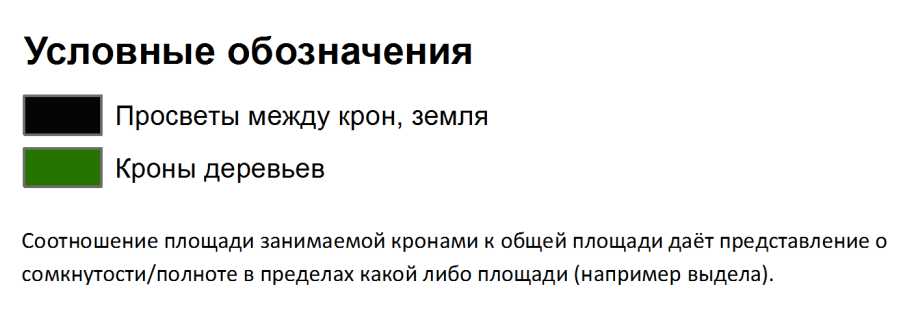 Условные обозначения
Просветы между крон, земля
Кроны деревьев
Соотношение площади занимаемой кронами к общей площади даёт представление о
сомкнутости/полноте в пределах какой либо площади (например выдела).